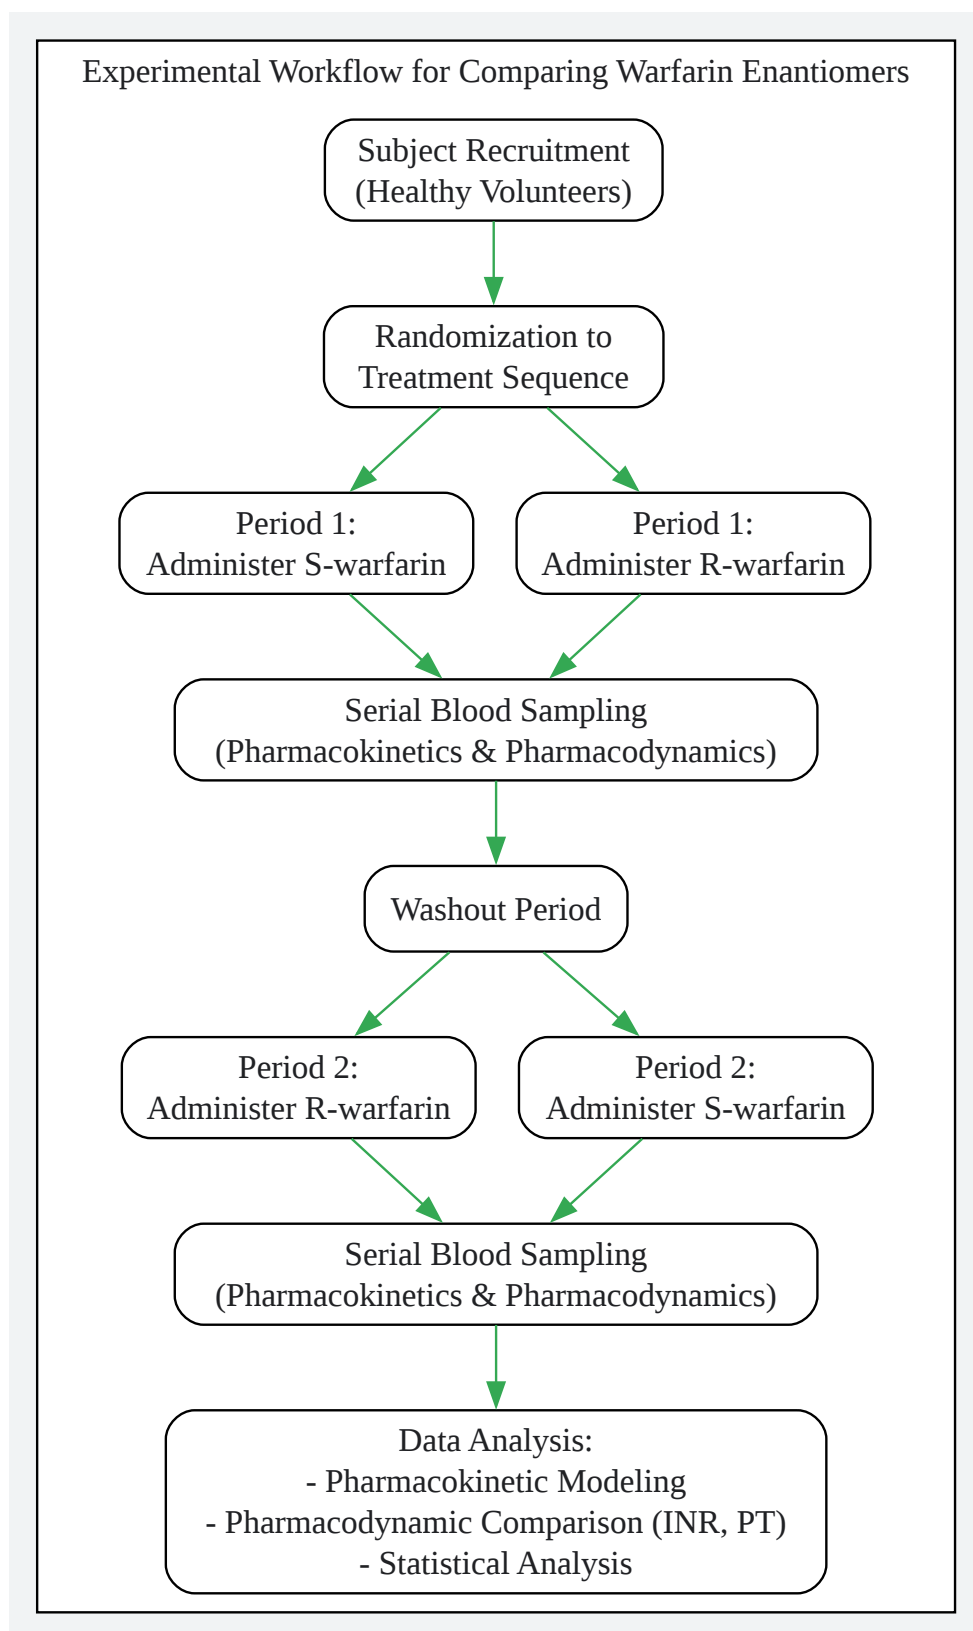 Experimental Workflow for Comparing Warfarin Enantiomers
Subject Recruitment
(Healthy Volunteers)
Randomization to
Treatment Sequence
Period 1:
Administer S-warfarin
Period 1:
Administer R-warfarin
Serial Blood Sampling
(Pharmacokinetics & Pharmacodynamics)
Washout Period
Period 2:
Administer R-warfarin
Period 2:
Administer S-warfarin
Serial Blood Sampling
(Pharmacokinetics & Pharmacodynamics)
Data Analysis:
- Pharmacokinetic Modeling
- Pharmacodynamic Comparison (INR, PT)
- Statistical Analysis